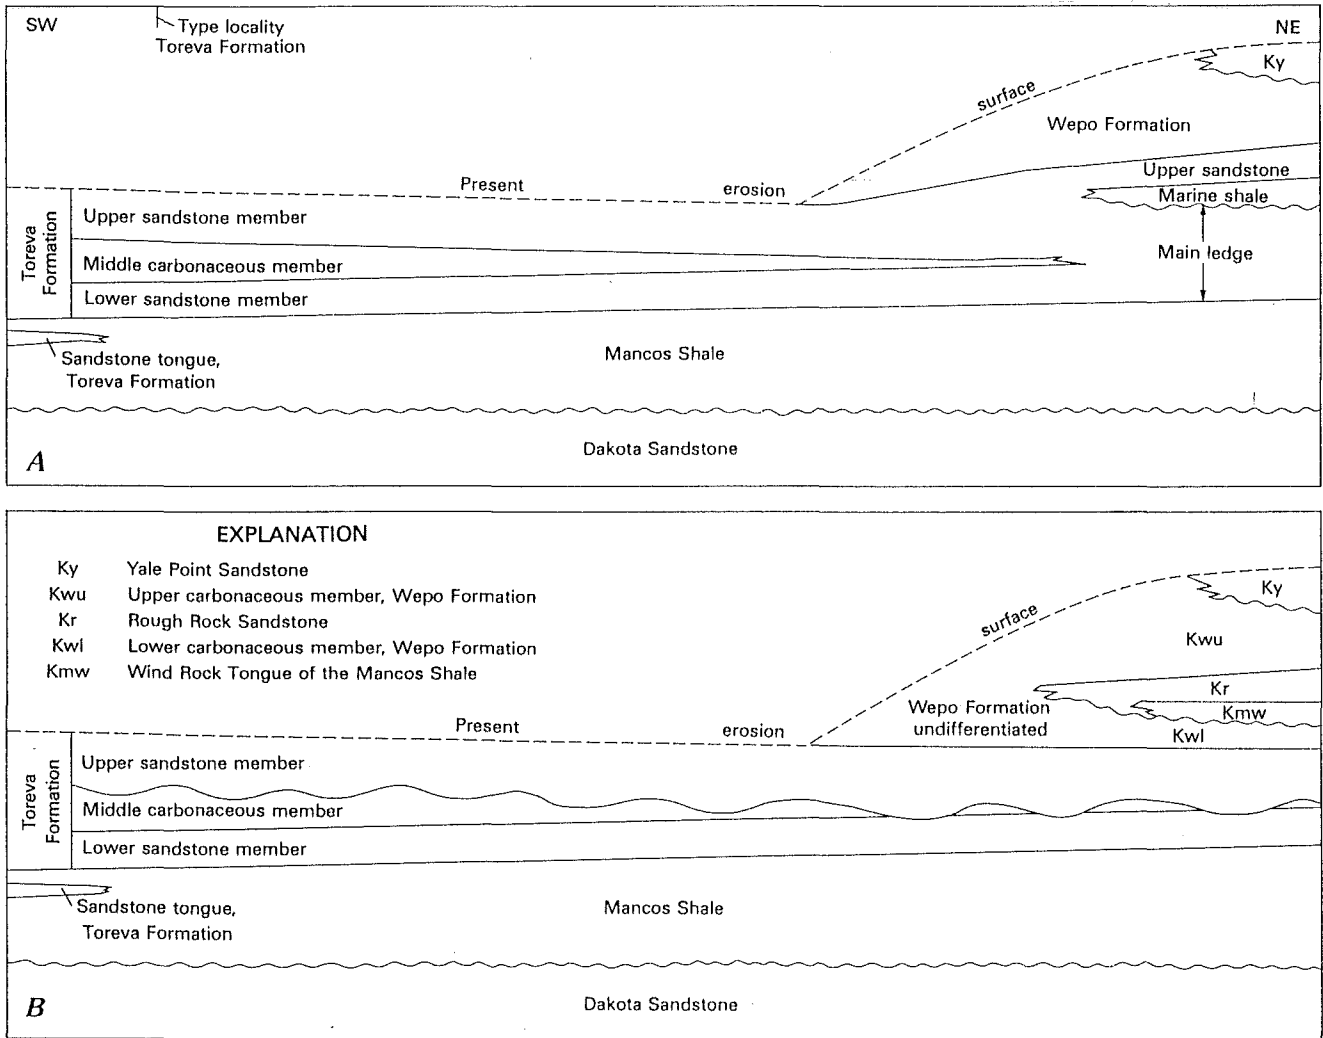 SW
Type locality
Toreva Formation
NE
Ky
surface
Wepo Formation
Upper sandstone
Present
erosion
Marine shale
Toreva
Formation
Upper sandstone member
Main ledge
Middle carbonaceous member
Lower sandstone member
Sandstone tongue,
Toreva Formation
Mancos Shale
A
Dakota Sandstone
EXPLANATION
Ky Yale Point Sandstone
Kwu Upper carbonaceous member, Wepo Formation
Kr Rough Rock Sandstone
Kwl Lower carbonaceous member, Wepo Formation
Kmw Wind Rock Tongue of the Mancos Shale
Ky
surface
Kwu
Kr
Wepo Formation
undifferentiated
Kmw
Kwl
Present
erosion
Toreva
Formation
Upper sandstone member
Middle carbonaceous member
Lower sandstone member
Sandstone tongue,
Toreva Formation
Mancos Shale
B
Dakota Sandstone